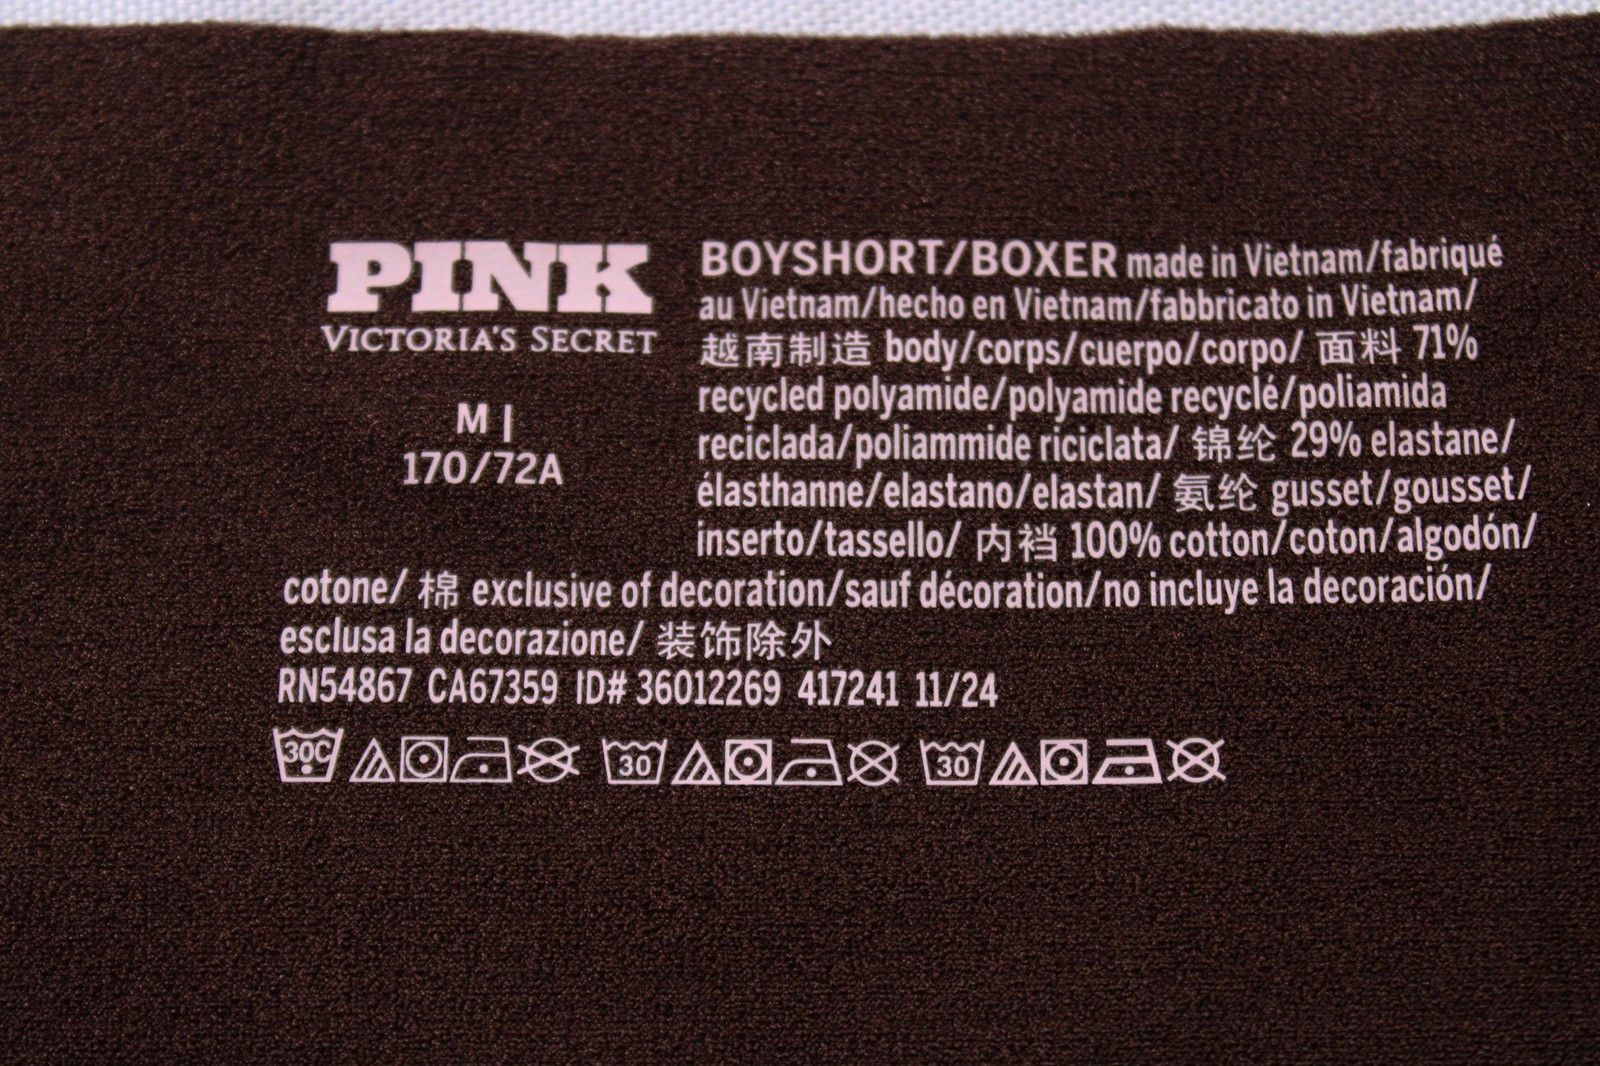 PINK
VICTORIA'S SECRET
M |
170/72A
BOYSHORT/BOXER made in Vietnam/fabriqué
au Vietnam/hecho en Vietnam/fabbricato in Vietnam/
越南制造 body/corps/cuerpo/corpo/ 面料 71%
recycled polyamide/polyamide recyclé/poliamida
reciclada/poliammide riciclata/ 锦纶 29% elastane/
élasthanne/elastano/elastan/ 氨纶 gusset/gousset/
inserto/tassello/ 内裆 100% cotton/coton/algodón/
cotone/ 棉 exclusive of decoration/sauf décoration/no incluye la decoración/
esclusa la decorazione/ 装饰除外
RN54867 CA67359 ID# 36012269 417241 11/24
30C 30 30